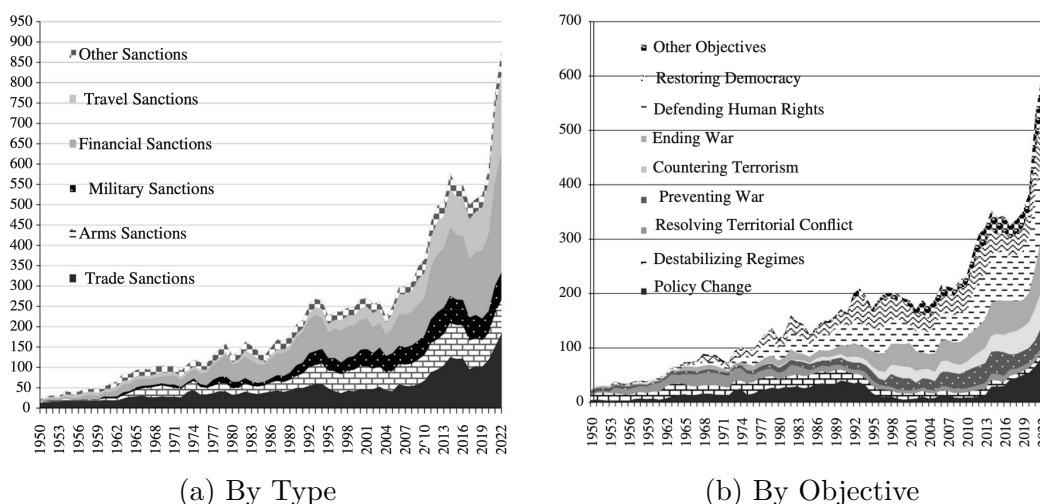 950
900
850
800
750
700
650
600
550
500
450
400
350
300
250
200
150
100
50
0
Other Sanctions
Travel Sanctions
Financial Sanctions
Military Sanctions
Arms Sanctions
Trade Sanctions
1950 1953 1956 1959 1962 1965 1968 1971 1974 1977 1980 1983 1986 1989 1992 1995 1998 2001 2004 2007 2'10 2013 2016 2019 2022
(a) By Type
700
600
500
400
300
200
100
0
Other Objectives
Restoring Democracy
Defending Human Rights
Ending War
Countering Terrorism
Preventing War
Resolving Territorial Conflict
Destabilizing Regimes
Policy Change
1950 1953 1956 1959 1962 1965 1968 1971 1974 1977 1980 1983 1986 1989 1992 1995 1998 2001 2004 2007 2010 2013 2016 2019
(b) By Objective